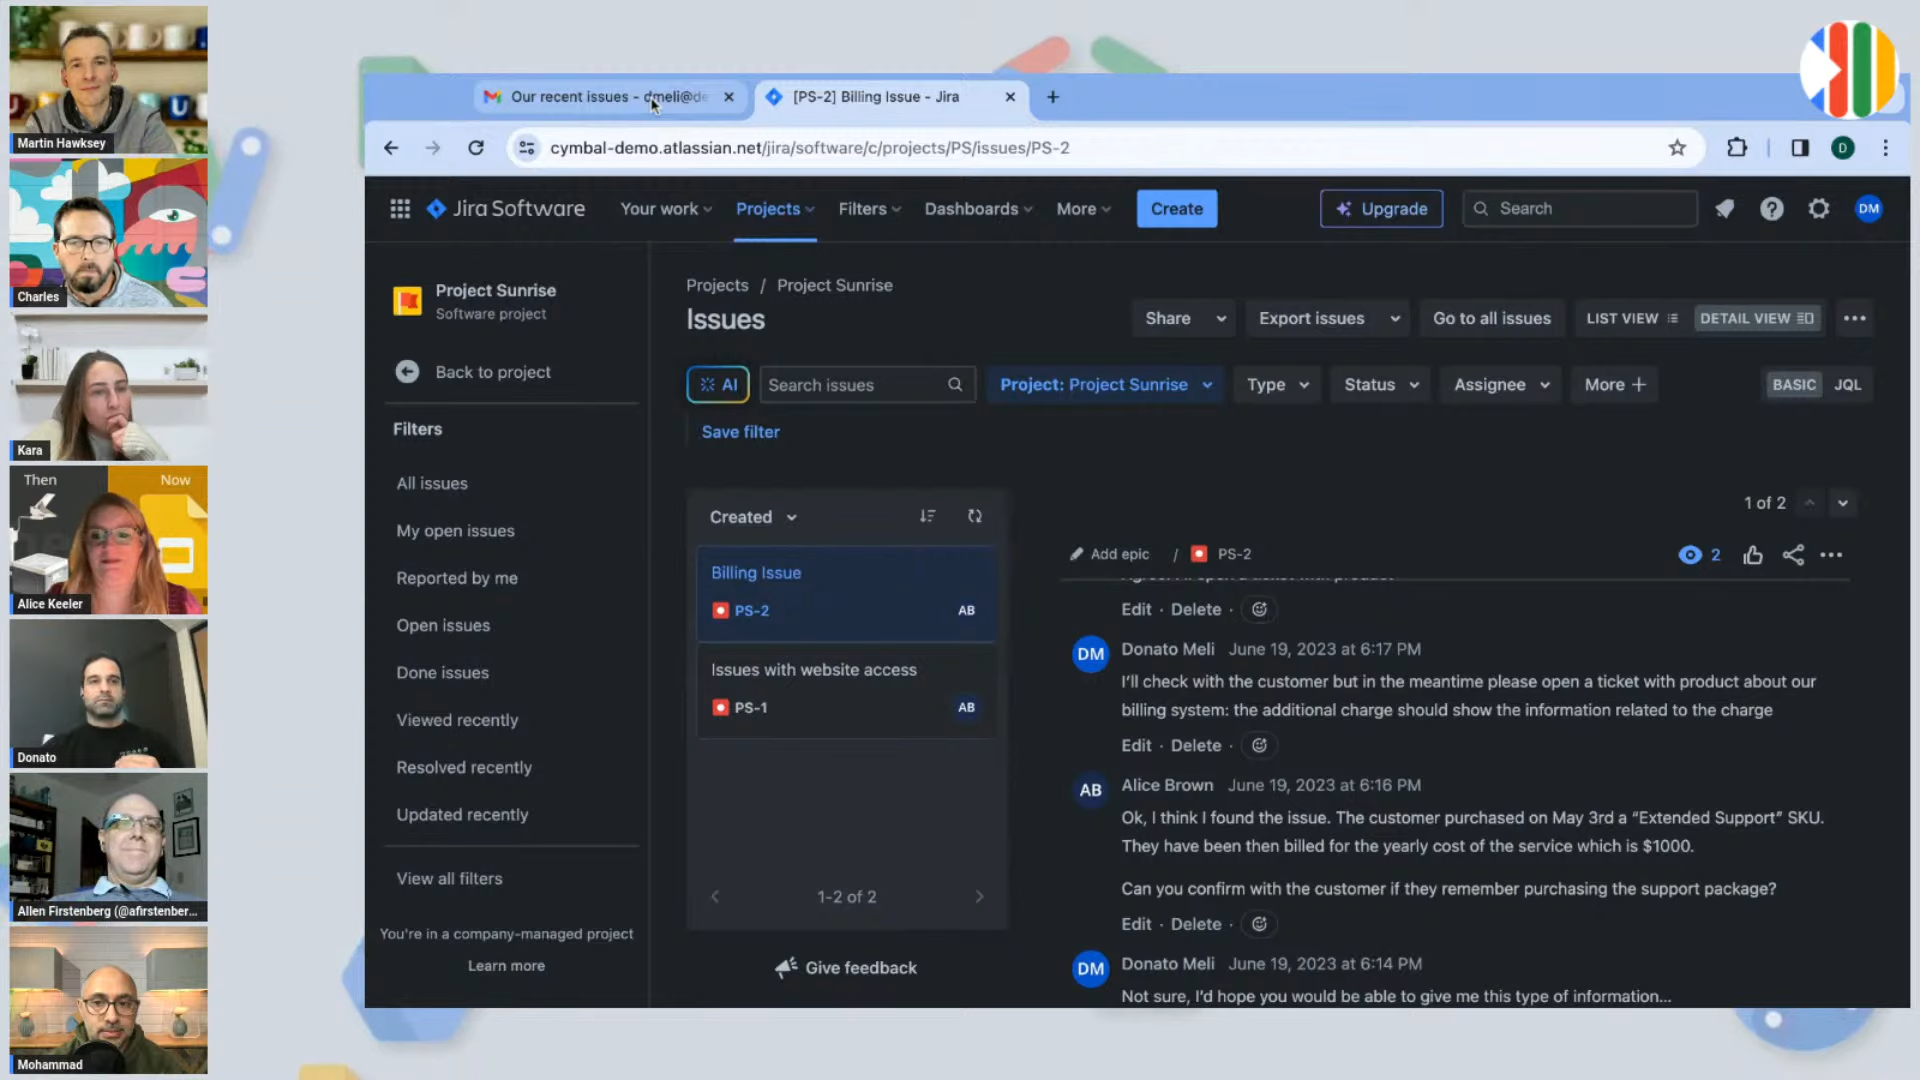 Martin Hawksey
Charles
Kara
Then Now
Alice Keeler
Donato
Allen Firstenberg (@afirstenber...
Mohammad
Our recent issues - dmeli@de
[PS-2] Billing Issue - Jira
cymbal-demo.atlassian.net/jira/software/c/projects/PS/issues/PS-2
D
Jira Software
Your work
Projects
Filters
Dashboards
More
Create
Upgrade
Search
DM
Project Sunrise
Software project
Back to project
Filters
All issues
My open issues
Reported by me
Open issues
Done issues
Viewed recently
Resolved recently
Updated recently
View all filters
You're in a company-managed project
Learn more
Projects / Project Sunrise
Issues
Share
Export issues
Go to all issues
LIST VIEW
DETAIL VIEW
AI
Search issues
Project: Project Sunrise
Type
Status
Assignee
More +
BASIC
JQL
Save filter
Created
Billing Issue
PS-2
AB
Issues with website access
PS-1
AB
1-2 of 2
Give feedback
1 of 2
Add epic / PS-2
2
Edit · Delete ·
DM
Donato Meli June 19, 2023 at 6:17 PM
I'll check with the customer but in the meantime please open a ticket with product about our
billing system: the additional charge should show the information related to the charge
Edit · Delete ·
AB
Alice Brown June 19, 2023 at 6:16 PM
Ok, I think I found the issue. The customer purchased on May 3rd a “Extended Support” SKU.
They have been then billed for the yearly cost of the service which is $1000.
Can you confirm with the customer if they remember purchasing the support package?
Edit · Delete ·
DM
Donato Meli June 19, 2023 at 6:14 PM
Not sure, I'd hope you would be able to give me this type of information...